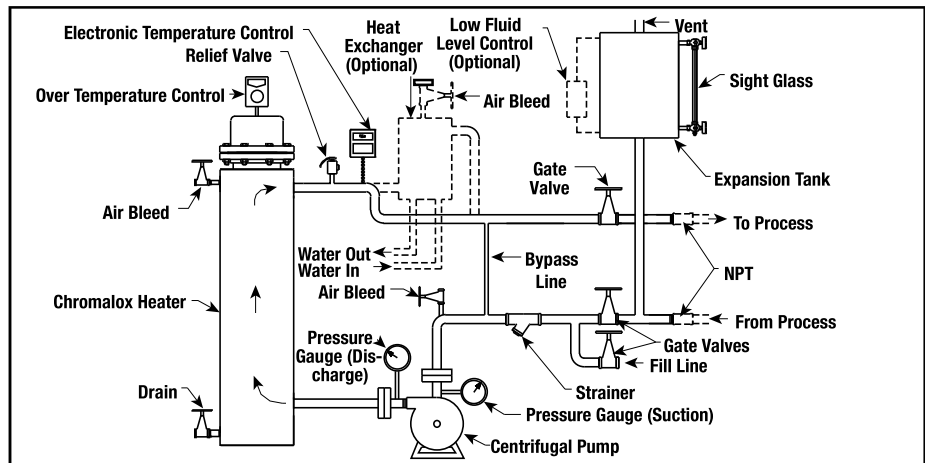 Electronic Temperature Control
Relief Valve
Over Temperature Control
Heat
Exchanger
(Optional)
Low Fluid
Level Control
(Optional)
Vent
Air Bleed
Sight Glass
Gate
Valve
Expansion Tank
Air Bleed
To Process
Water Out
Water In
Bypass
Line
NPT
Air Bleed
Chromalox Heater
From Process
Pressure
Gauge (Dis-
charge)
Gate Valves
Fill Line
Strainer
Drain
Pressure Gauge (Suction)
Centrifugal Pump